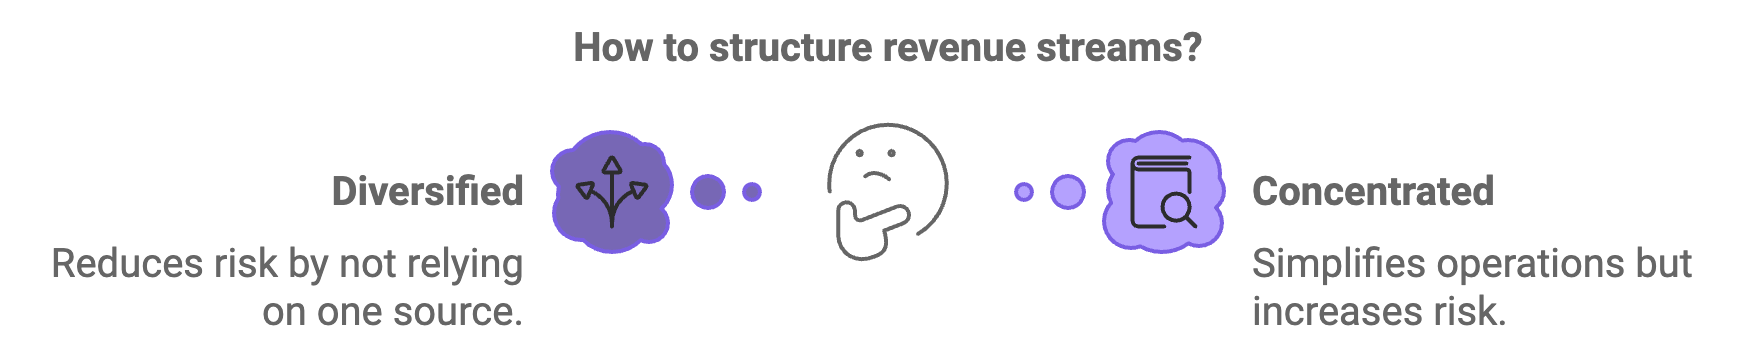 How to structure revenue streams?
Diversified
Reduces risk by not relying
on one source.
Concentrated
Simplifies operations but
increases risk.